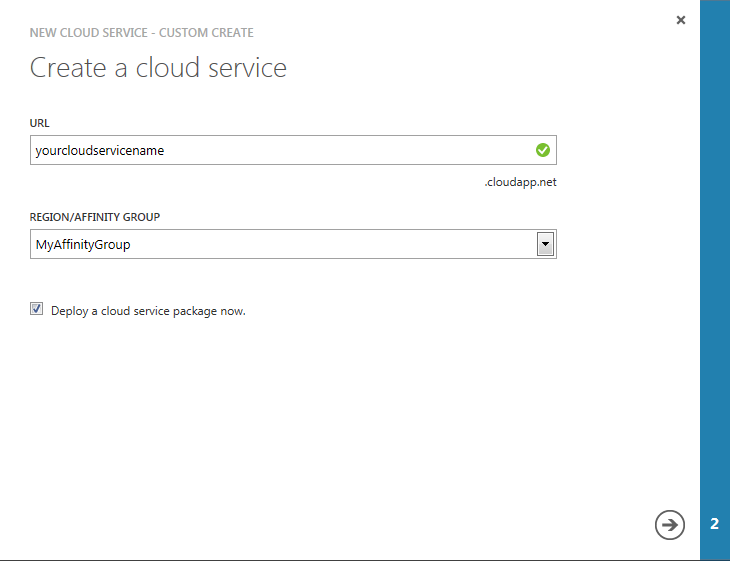 NEW CLOUD SERVICE - CUSTOM CREATE
Create a cloud service
URL
yourcloudservicename
.cloudapp.net
REGION/AFFINITY GROUP
MyAffinityGroup
Deploy a cloud service package now.
2